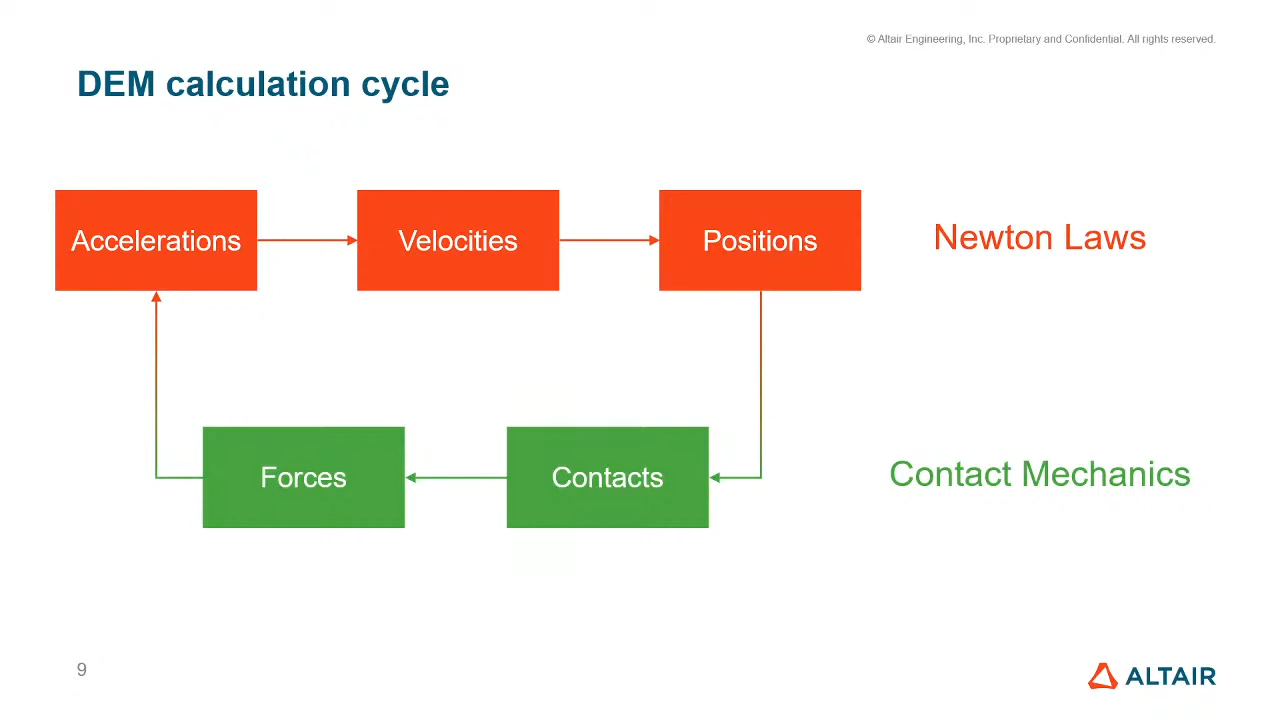 © Altair Engineering, Inc. Proprietary and Confidential. All rights reserved.
DEM calculation cycle
Accelerations
Velocities
Positions
Newton Laws
Forces
Contacts
Contact Mechanics
9
ALTAIR